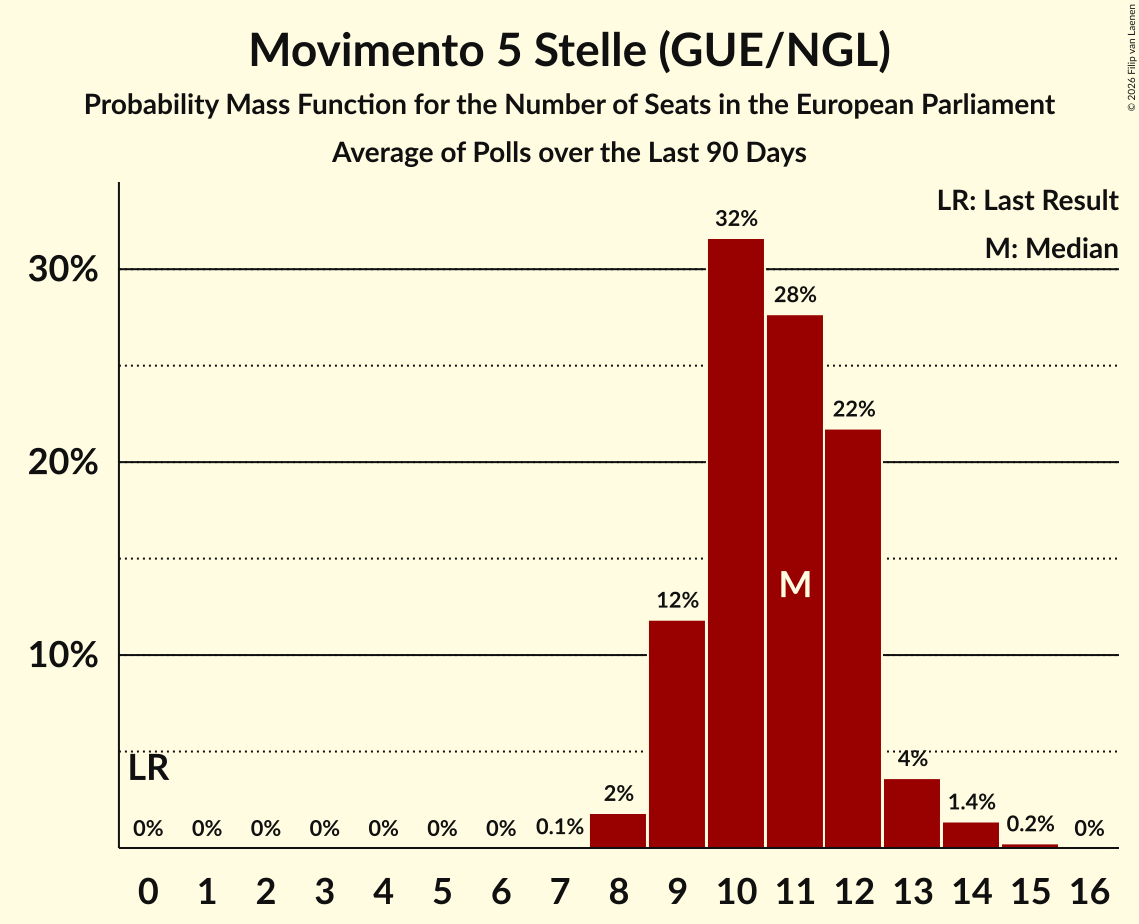 Movimento 5 Stelle (GUE/NGL)
Probability Mass Function for the Number of Seats in the European Parliament
Average of Polls over the Last 90 Days
© 2026 Filip van Laenen
LR: Last Result
M: Median
30%
20%
10%
32%
28%
22%
12%
M
LR
4%
2%
1.4%
0% 0% 0% 0% 0% 0% 0% 0.1% 0.2% 0%
0 1 2 3 4 5 6 7 8 9 10 11 12 13 14 15 16